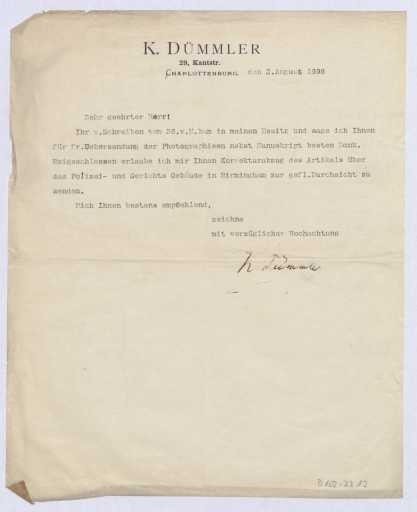 K. DÜMMLER
29, Kantstr.
CHARLOTTENBURG, den 2.August 1898
Sehr geehrter Herr!
Ihr w.Schreiben vom 28.v.M.kam in meinen Besitz und sage ich Ihnen
für fr.Uebersendung der Photographieen nebst Manuskript besten Dank.
Beigeschlossen erlaube ich mir Ihnen Korrekturabzug des Artikels über
das Polizei- und Gerichts Gebäude in Birmingham zur gefl.Durchsicht zu
senden.
Mich Ihnen bestens empfehlend,
zeichne
mit vorzüglicher Hochachtung
K Dümmler